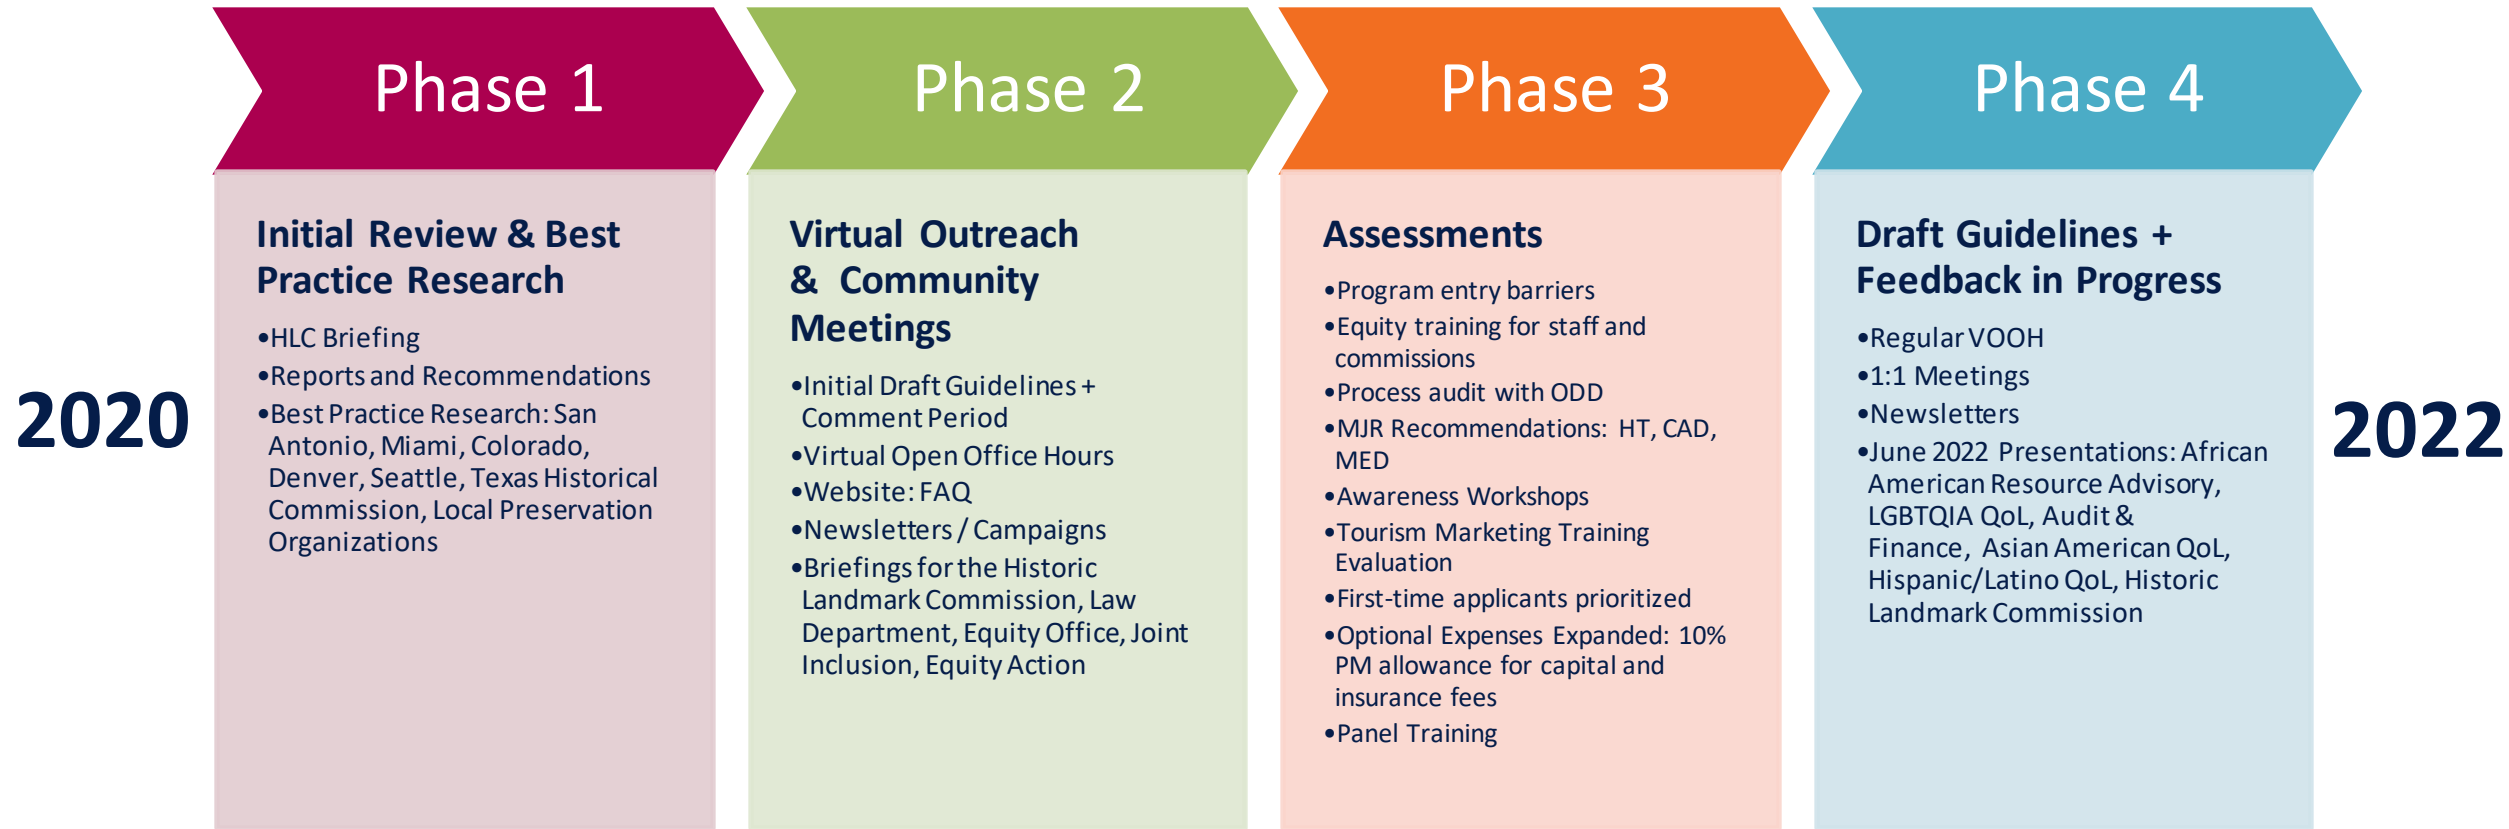 2020
Phase 1
Initial Review & Best
Practice Research
•HLC Briefing
•Reports and Recommendations
•Best Practice Research: San
Antonio, Miami, Colorado,
Denver, Seattle, Texas Historical
Commission, Local Preservation
Organizations
Phase 2
Virtual Outreach
& Community
Meetings
•Initial Draft Guidelines +
Comment Period
•Virtual Open Office Hours
•Website: FAQ
•Newsletters / Campaigns
•Briefings for the Historic
Landmark Commission, Law
Department, Equity Office, Joint
Inclusion, Equity Action
Phase 3
Assessments
•Program entry barriers
•Equity training for staff and
commissions
•Process audit with ODD
•MJR Recommendations: HT, CAD,
MED
•Awareness Workshops
•Tourism Marketing Training
Evaluation
•First-time applicants prioritized
•Optional Expenses Expanded: 10%
PM allowance for capital and
insurance fees
•Panel Training
Phase 4
Draft Guidelines +
Feedback in Progress
•Regular VOOH
•1:1 Meetings
•Newsletters
•June 2022 Presentations: African
American Resource Advisory,
LGBTQIA QoL, Audit &
Finance, Asian American QoL,
Hispanic/Latino QoL, Historic
Landmark Commission
2022